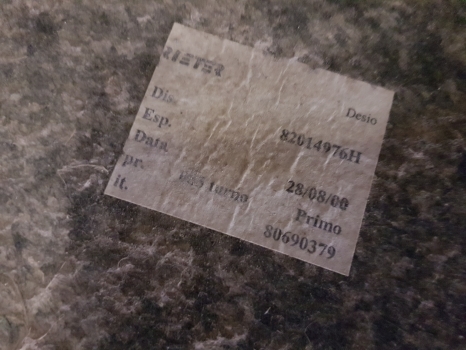 RIETER
Desio
Dis. 82014976H
Esp.
Data 28/08/00
pr. turno Primo
it. 80690379